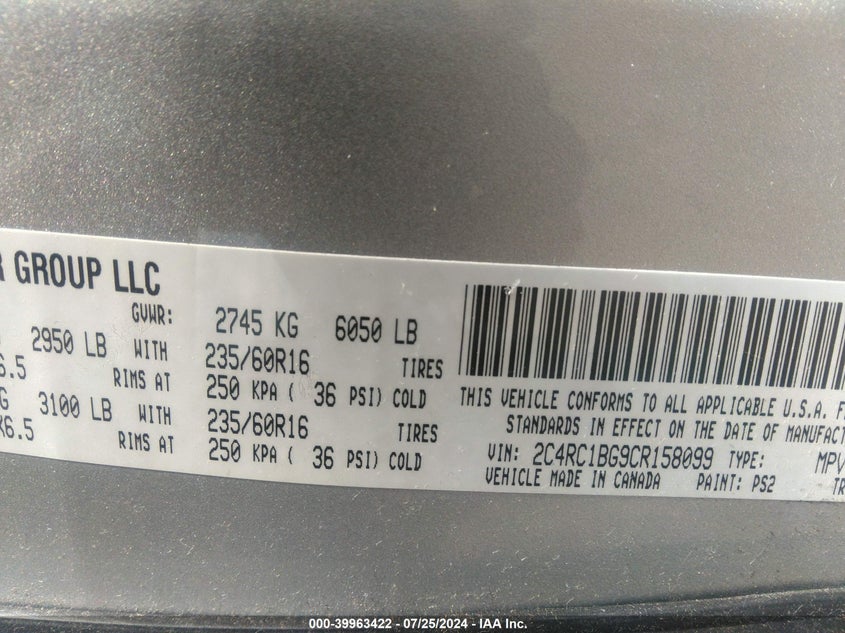 R GROUP LLC
GVWR: 2745 KG 6050 LB
2950 LB WITH 235/60R16 TIRES
6.5 RIMS AT 250 KPA ( 36 PSI) COLD
G 3100 LB WITH 235/60R16 TIRES
X6.5 RIMS AT 250 KPA ( 36 PSI) COLD
THIS VEHICLE CONFORMS TO ALL APPLICABLE U.S.A. F
STANDARDS IN EFFECT ON THE DATE OF MANUFACT
VIN: 2C4RC1BG9CR158099 TYPE: MPV
VEHICLE MADE IN CANADA PAINT: PS2 TR
000-39963422 - 07/25/2024 - IAA Inc.